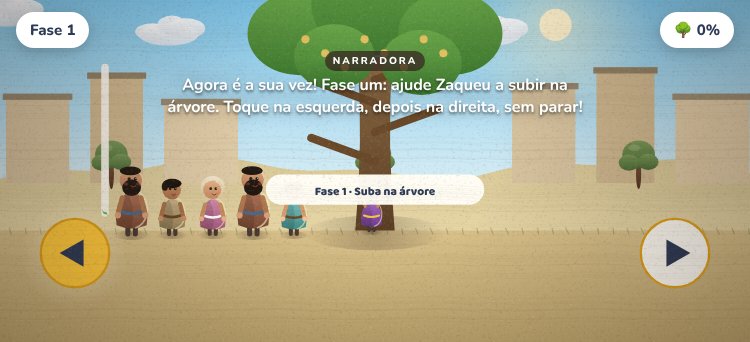 Fase 1
🌳 0%
NARRADORA
Agora é a sua vez! Fase um: ajude Zaqueu a subir na
árvore. Toque na esquerda, depois na direita, sem parar!
Fase 1 · Suba na árvore